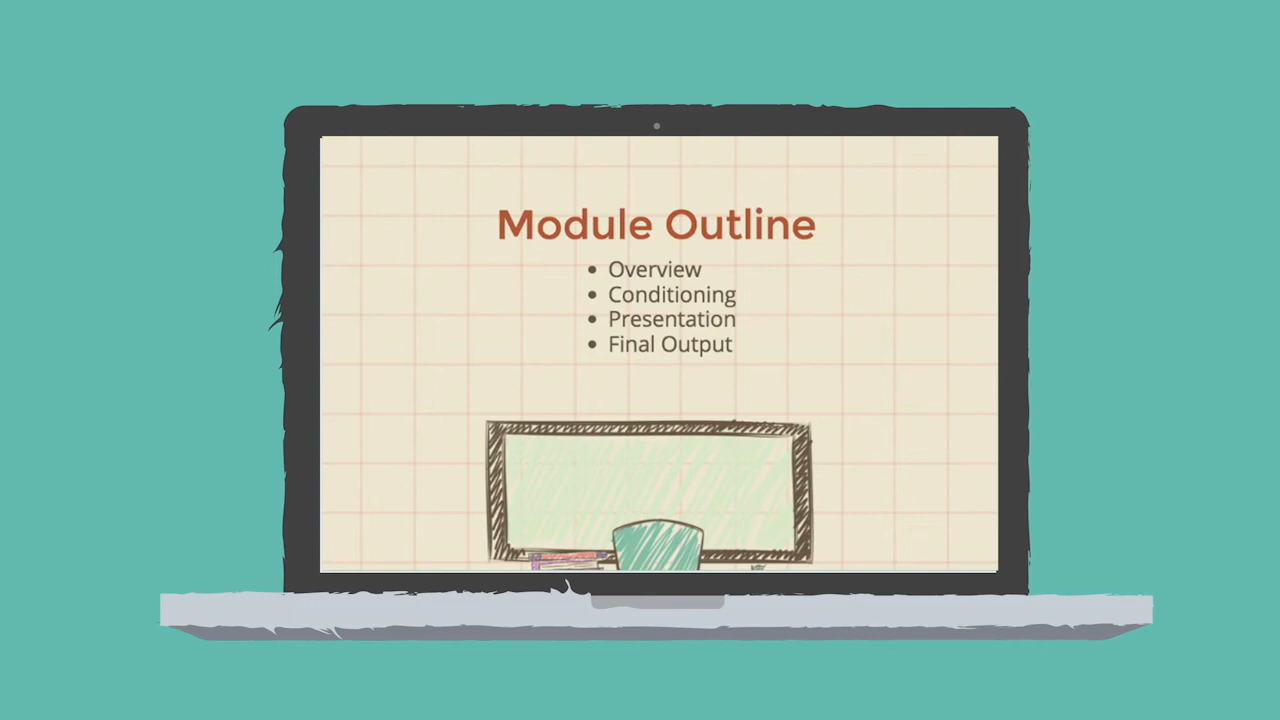 Module Outline
• Overview
• Conditioning
• Presentation
• Final Output